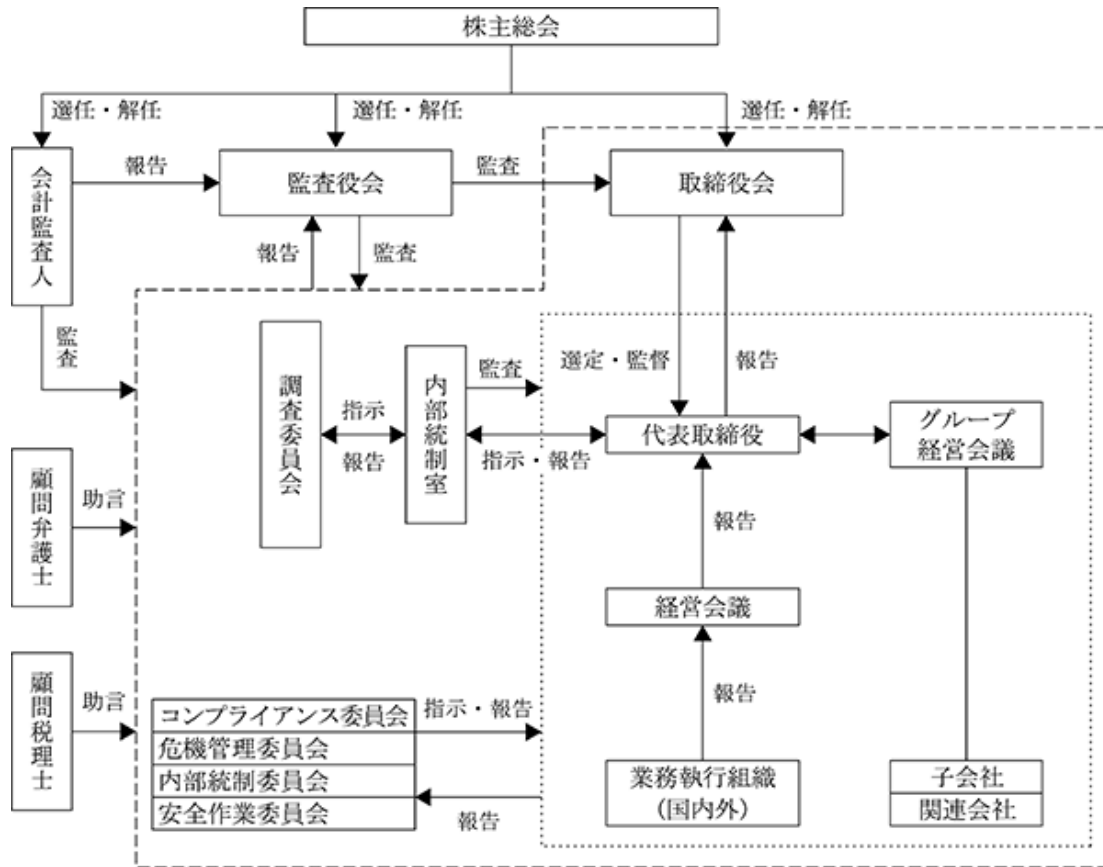 株主総会
選任・解任
選任・解任
選任・解任
会計監査人
報告
監査役会
監査
取締役会
報告
監査
監査
調査委員会
指示
報告
内部統制室
監査
指示・報告
選定・監督
報告
代表取締役
グループ
経営会議
報告
経営会議
報告
業務執行組織
(国内外)
子会社
関連会社
顧問弁護士
助言
顧問税理士
助言
コンプライアンス委員会
危機管理委員会
内部統制委員会
安全作業委員会
指示・報告
報告